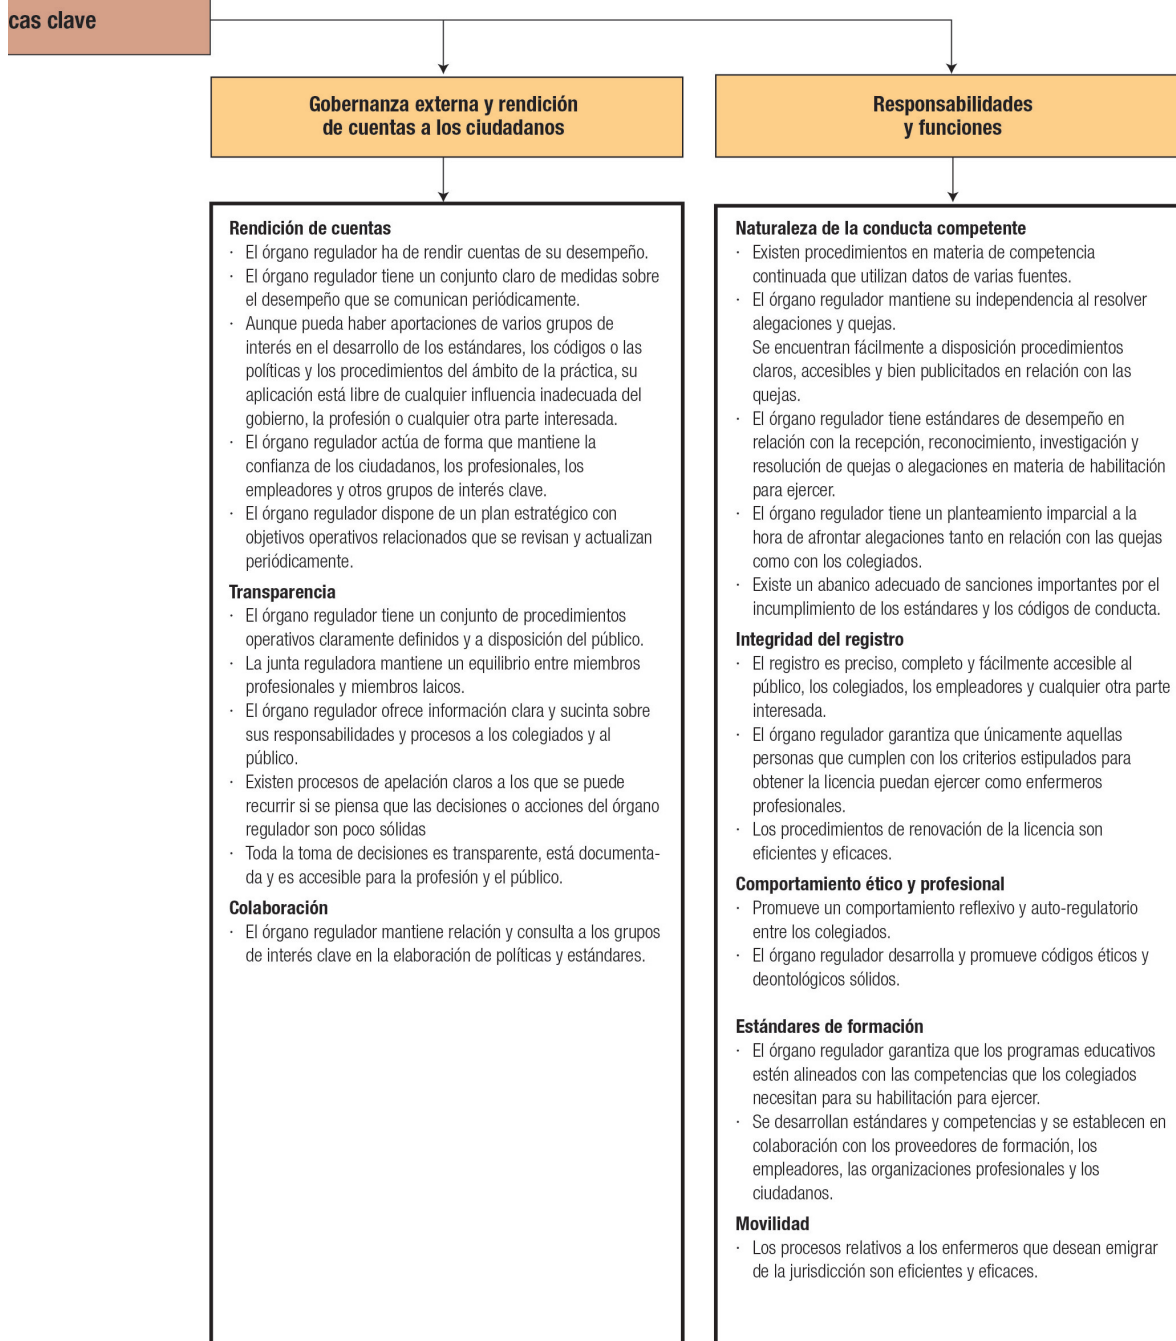 cas clave
Gobernanza externa y rendición
de cuentas a los ciudadanos
Rendición de cuentas
· El órgano regulador ha de rendir cuentas de su desempeño.
· El órgano regulador tiene un conjunto claro de medidas sobre
el desempeño que se comunican periódicamente.
· Aunque pueda haber aportaciones de varios grupos de
interés en el desarrollo de los estándares, los códigos o las
políticas y los procedimientos del ámbito de la práctica, su
aplicación está libre de cualquier influencia inadecuada del
gobierno, la profesión o cualquier otra parte interesada.
· El órgano regulador actúa de forma que mantiene la
confianza de los ciudadanos, los profesionales, los
empleadores y otros grupos de interés clave.
· El órgano regulador dispone de un plan estratégico con
objetivos operativos relacionados que se revisan y actualizan
periódicamente.
Transparencia
· El órgano regulador tiene un conjunto de procedimientos
operativos claramente definidos y a disposición del público.
· La junta reguladora mantiene un equilibrio entre miembros
profesionales y miembros laicos.
· El órgano regulador ofrece información clara y sucinta sobre
sus responsabilidades y procesos a los colegiados y al
público.
· Existen procesos de apelación claros a los que se puede
recurrir si se piensa que las decisiones o acciones del órgano
regulador son poco sólidas
· Toda la toma de decisiones es transparente, está documenta-
da y es accesible para la profesión y el público.
Colaboración
· El órgano regulador mantiene relación y consulta a los grupos
de interés clave en la elaboración de políticas y estándares.
Responsabilidades
y funciones
Naturaleza de la conducta competente
· Existen procedimientos en materia de competencia
continuada que utilizan datos de varias fuentes.
· El órgano regulador mantiene su independencia al resolver
alegaciones y quejas.
Se encuentran fácilmente a disposición procedimientos
claros, accesibles y bien publicitados en relación con las
quejas.
· El órgano regulador tiene estándares de desempeño en
relación con la recepción, reconocimiento, investigación y
resolución de quejas o alegaciones en materia de habilitación
para ejercer.
· El órgano regulador tiene un planteamiento imparcial a la
hora de afrontar alegaciones tanto en relación con las quejas
como con los colegiados.
· Existe un abanico adecuado de sanciones importantes por el
incumplimiento de los estándares y los códigos de conducta.
Integridad del registro
· El registro es preciso, completo y fácilmente accesible al
público, los colegiados, los empleadores y cualquier otra parte
interesada.
· El órgano regulador garantiza que únicamente aquellas
personas que cumplen con los criterios estipulados para
obtener la licencia puedan ejercer como enfermeros
profesionales.
· Los procedimientos de renovación de la licencia son
eficientes y eficaces.
Comportamiento ético y profesional
· Promueve un comportamiento reflexivo y auto-regulatorio
entre los colegiados.
· El órgano regulador desarrolla y promueve códigos éticos y
deontológicos sólidos.
Estándares de formación
· El órgano regulador garantiza que los programas educativos
estén alineados con las competencias que los colegiados
necesitan para su habilitación para ejercer.
· Se desarrollan estándares y competencias y se establecen en
colaboración con los proveedores de formación, los
empleadores, las organizaciones profesionales y los
ciudadanos.
Movilidad
· Los procesos relativos a los enfermeros que desean emigrar
de la jurisdicción son eficientes y eficaces.